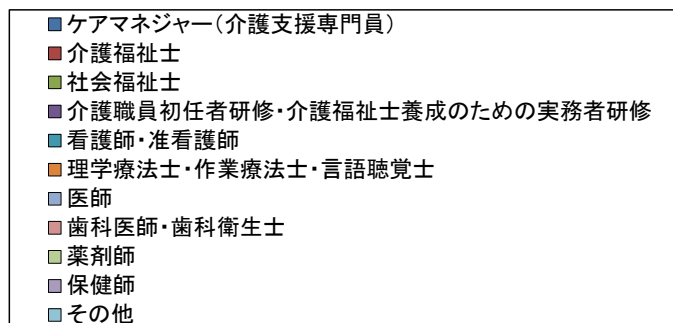 ケアマネジャー(介護支援専門員)
介護福祉士
社会福祉士
介護職員初任者研修・介護福祉士養成のための実務者研修
看護師・准看護師
理学療法士・作業療法士・言語聴覚士
医師
歯科医師・歯科衛生士
薬剤師
保健師
その他